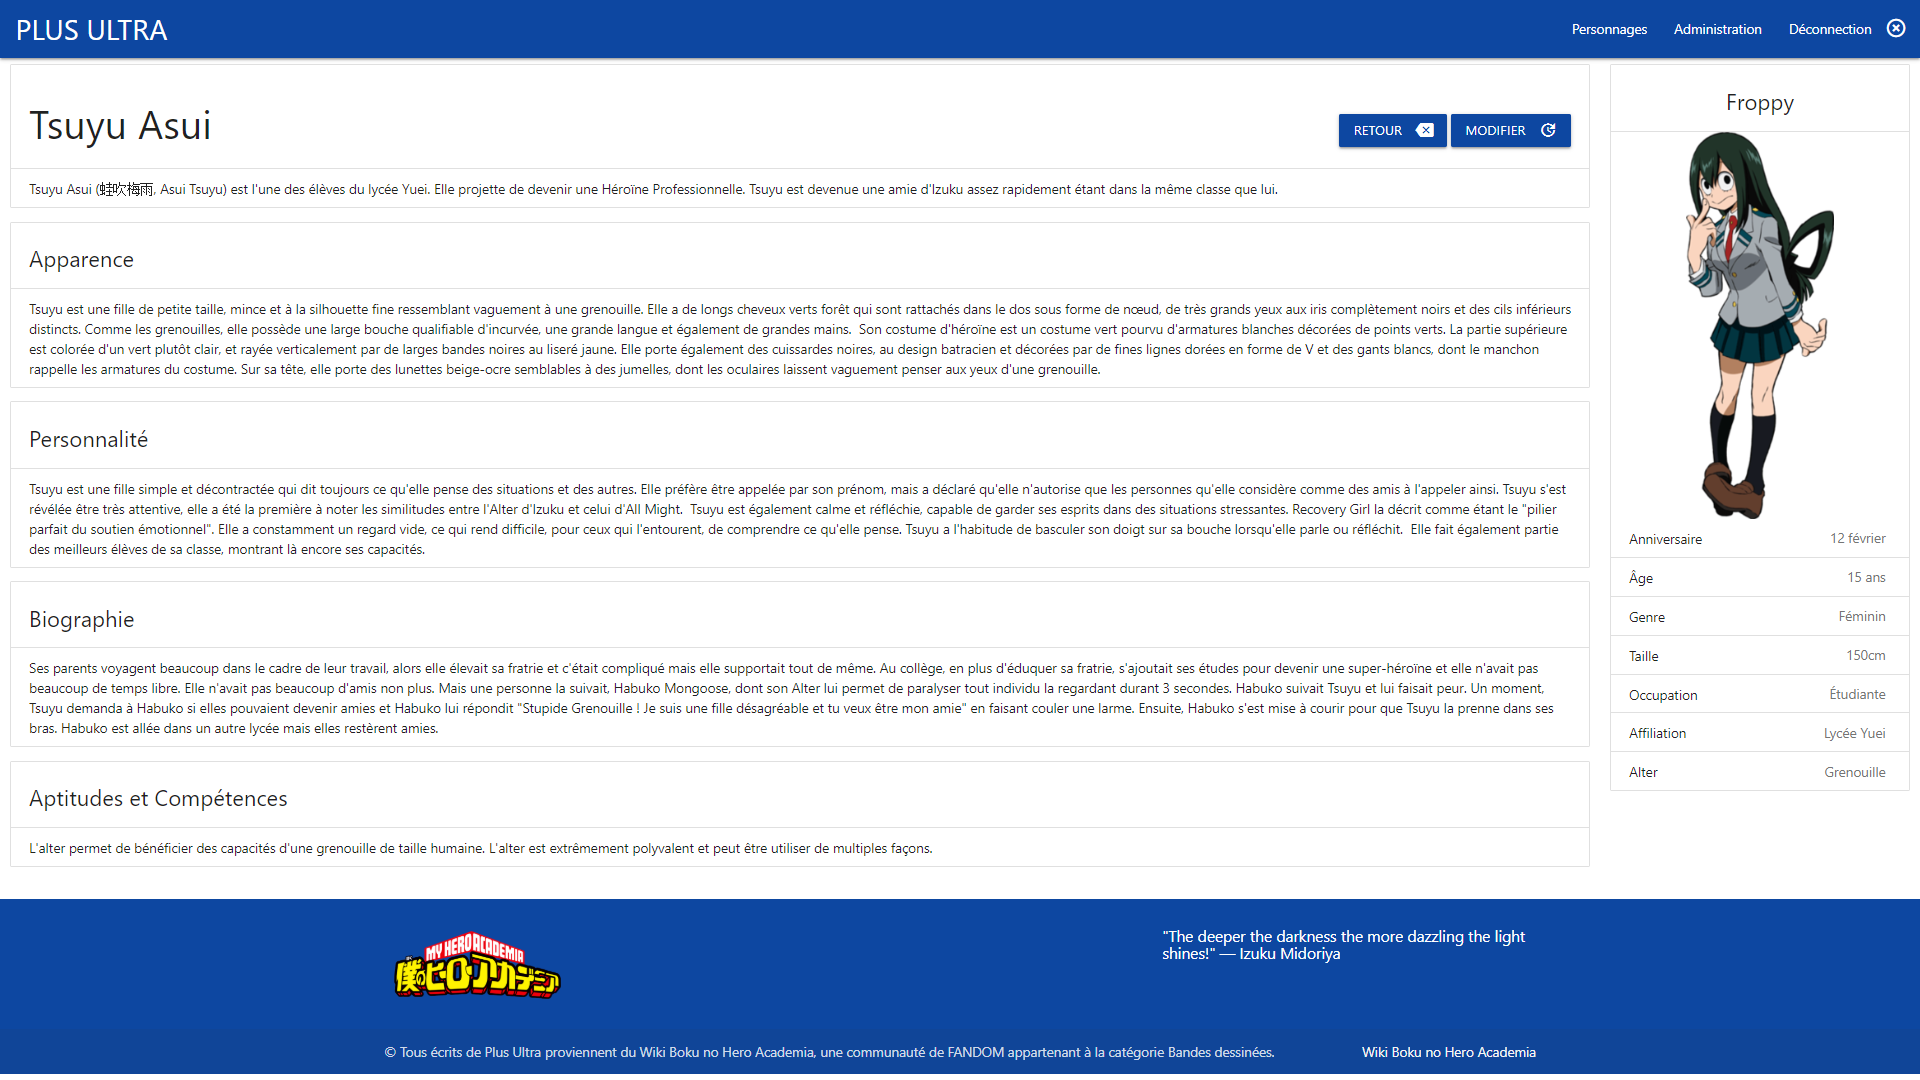 PLUS ULTRA
Personnages Administration Déconnection
Tsuyu Asui
RETOUR MODIFIER
Tsuyu Asui (蛙吹梅雨, Asui Tsuyu) est l'une des élèves du lycée Yuei. Elle projette de devenir une Héroïne Professionnelle. Tsuyu est devenue une amie d'Izuku assez rapidement étant dans la même classe que lui.
Apparence
Tsuyu est une fille de petite taille, mince et à la silhouette fine ressemblant vaguement à une grenouille. Elle a de longs cheveux verts forêt qui sont rattachés dans le dos sous forme de nœud, de très grands yeux aux iris complètement noirs et des cils inférieurs
distincts. Comme les grenouilles, elle possède une large bouche qualifiable d'incurvée, une grande langue et également de grandes mains. Son costume d'héroïne est un costume vert pourvu d'armatures blanches décorées de points verts. La partie supérieure
est colorée d'un vert plutôt clair, et rayée verticalement par de larges bandes noires au liseré jaune. Elle porte également des cuissardes noires, au design batracien et décorées par de fines lignes dorées en forme de V et des gants blancs, dont le manchon
rappelle les armatures du costume. Sur sa tête, elle porte des lunettes beige-ocre semblables à des jumelles, dont les oculaires laissent vaguement penser aux yeux d'une grenouille.
Personnalité
Tsuyu est une fille simple et décontractée qui dit toujours ce qu'elle pense des situations et des autres. Elle préfère être appelée par son prénom, mais a déclaré qu'elle n'autorise que les personnes qu'elle considère comme des amis à l'appeler ainsi. Tsuyu s'est
révélée être très attentive, elle a été la première à noter les similitudes entre l'Alter d'Izuku et celui d'All Might. Tsuyu est également calme et réfléchie, capable de garder ses esprits dans des situations stressantes. Recovery Girl la décrit comme étant le "pilier
parfait du soutien émotionnel". Elle a constamment un regard vide, ce qui rend difficile, pour ceux qui l'entourent, de comprendre ce qu'elle pense. Tsuyu a l'habitude de basculer son doigt sur sa bouche lorsqu'elle parle ou réfléchit. Elle fait également partie
des meilleurs élèves de sa classe, montrant là encore ses capacités.
Biographie
Ses parents voyagent beaucoup dans le cadre de leur travail, alors elle élevait sa fratrie et c'était compliqué mais elle supportait tout de même. Au collège, en plus d'éduquer sa fratrie, s'ajoutait ses études pour devenir une super-héroïne et elle n'avait pas
beaucoup de temps libre. Elle n'avait pas beaucoup d'amis non plus. Mais une personne la suivait, Habuko Mongoose, dont son Alter lui permet de paralyser tout individu la regardant durant 3 secondes. Habuko suivait Tsuyu et lui faisait peur. Un moment,
Tsuyu demanda à Habuko si elles pouvaient devenir amies et Habuko lui répondit "Stupide Grenouille ! Je suis une fille désagréable et tu veux être mon amie" en faisant couler une larme. Ensuite, Habuko s'est mise à courir pour que Tsuyu la prenne dans ses
bras. Habuko est allée dans un autre lycée mais elles restèrent amies.
Aptitudes et Compétences
L'alter permet de bénéficier des capacités d'une grenouille de taille humaine. L'alter est extrêmement polyvalent et peut être utiliser de multiples façons.
Froppy
Anniversaire 12 février
Âge 15 ans
Genre Féminin
Taille 150cm
Occupation Étudiante
Affiliation Lycée Yuei
Alter Grenouille
MY HERO ACADEMIA
僕のヒーローアカデミア
"The deeper the darkness the more dazzling the light
shines!" — Izuku Midoriya
© Tous écrits de Plus Ultra proviennent du Wiki Boku no Hero Academia, une communauté de FANDOM appartenant à la catégorie Bandes dessinées. Wiki Boku no Hero Academia